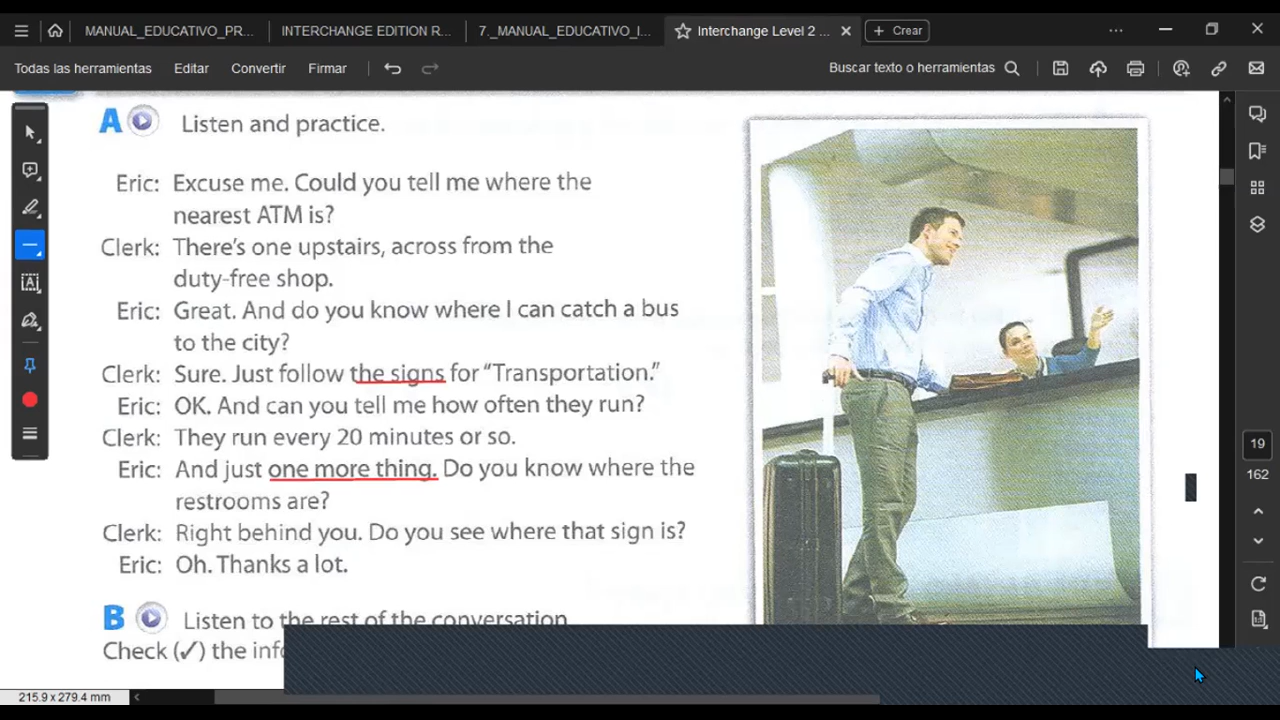 MANUAL_EDUCATIVO_PR...
INTERCHANGE EDITION R...
7._MANUAL_EDUCATIVO_I...
Interchange Level 2 ...
Crear
Todas las herramientas
Editar
Convertir
Firmar
Buscar texto o herramientas
A Listen and practice.
Eric: Excuse me. Could you tell me where the
nearest ATM is?
Clerk: There's one upstairs, across from the
duty-free shop.
Eric: Great. And do you know where I can catch a bus
to the city?
Clerk: Sure. Just follow the signs for "Transportation."
Eric: OK. And can you tell me how often they run?
Clerk: They run every 20 minutes or so.
Eric: And just one more thing. Do you know where the
restrooms are?
Clerk: Right behind you. Do you see where that sign is?
Eric: Oh. Thanks a lot.
B Listen to the rest of the conversation.
Check (✓) the
19
162
215.9 x 279.4 mm